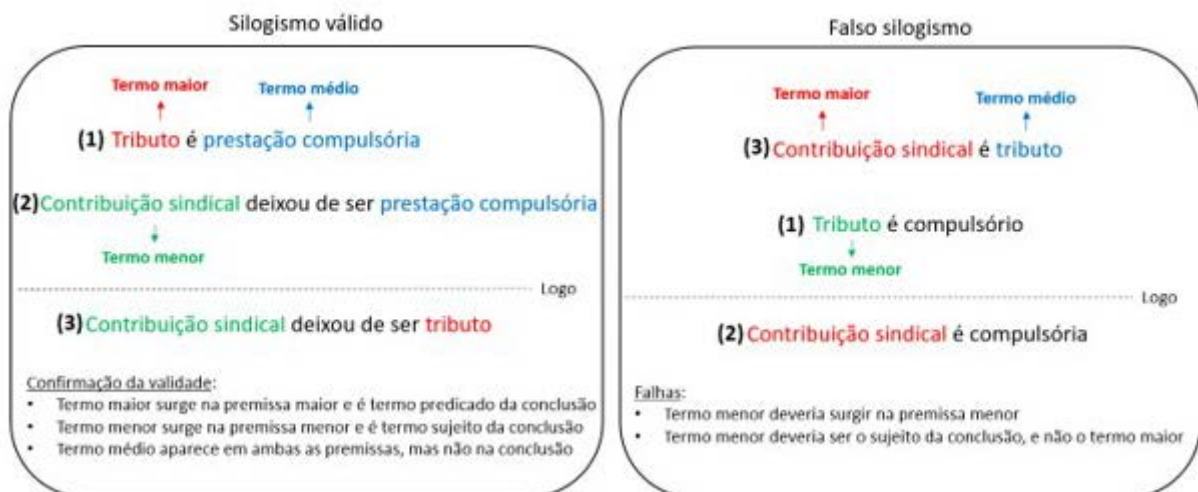 Silogismo válido
Termo maior
Termo médio
(1) Tributo é prestação compulsória
(2)Contribuição sindical deixou de ser prestação compulsória
Termo menor
Logo
(3) Contribuição sindical deixou de ser tributo
Confirmação da validade:
• Termo maior surge na premissa maior e é termo predicado da conclusão
• Termo menor surge na premissa menor e é termo sujeito da conclusão
• Termo médio aparece em ambas as premissas, mas não na conclusão
Falso silogismo
Termo maior
Termo médio
(3) Contribuição sindical é tributo
(1) Tributo é compulsório
Termo menor
Logo
(2) Contribuição sindical é compulsória
Falhas:
• Termo menor deveria surgir na premissa menor
• Termo menor deveria ser o sujeito da conclusão, e não o termo maior